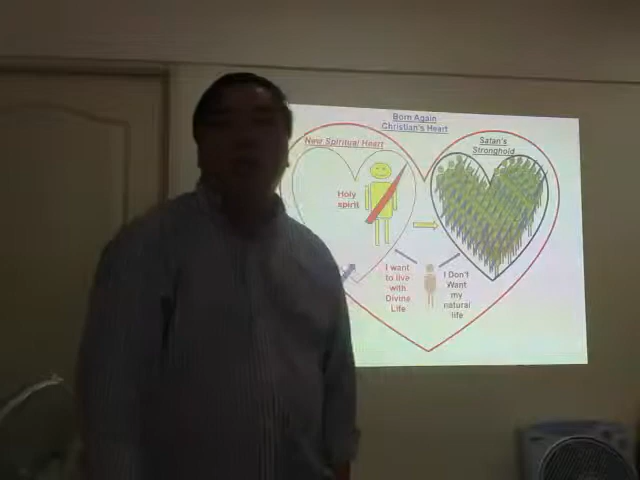 Born Again
Christian's Heart
New Spiritual Heart
Satan's
Stronghold
Holy
spirit
I want
to live
with
Divine
Life
I Don't
Want
my
natural
life